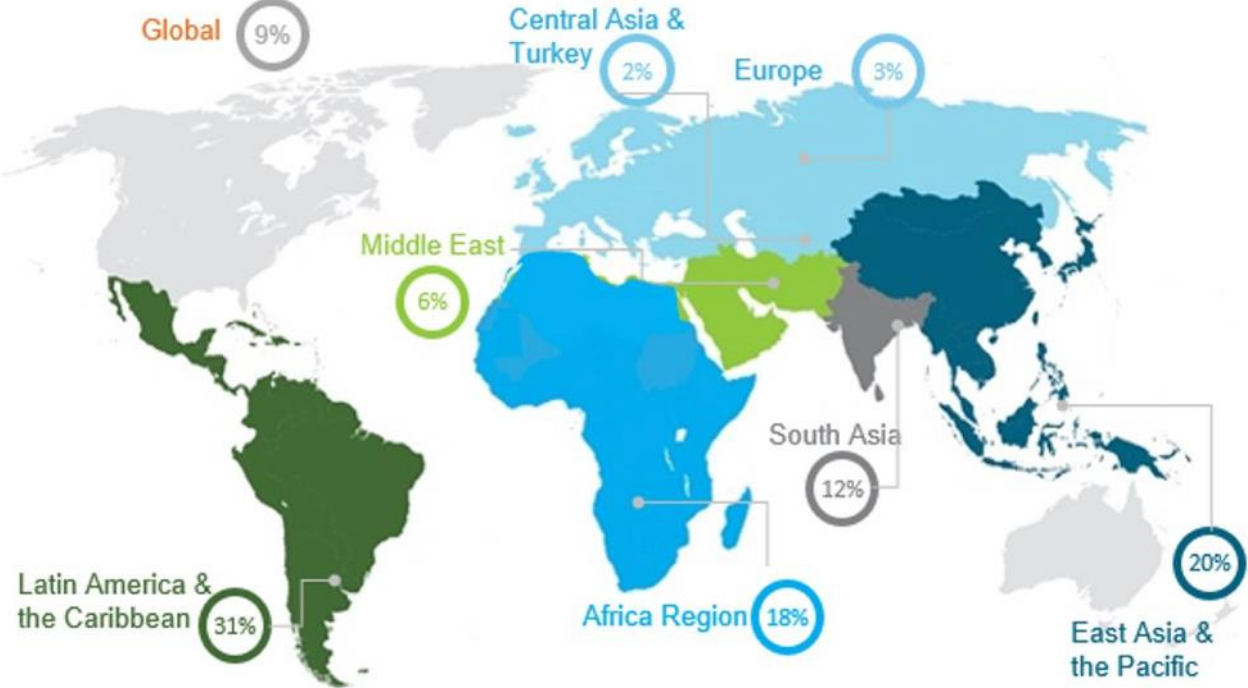 Global
9%
Central Asia &
Turkey
2%
Europe
3%
Middle East
6%
South Asia
12%
Latin America &
the Caribbean
31%
Africa Region
18%
20%
East Asia &
the Pacific